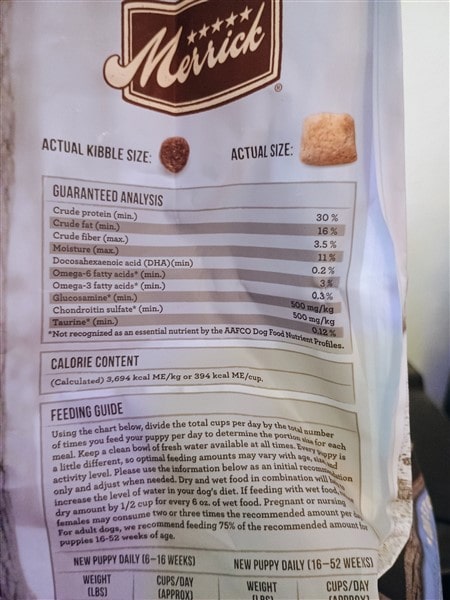 Merrick
®
ACTUAL KIBBLE SIZE:
ACTUAL SIZE:
GUARANTEED ANALYSIS
Crude protein (min.) 30 %
Crude fat (min.) 16 %
Crude fiber (max.) 3.5 %
Moisture (max.) 11 %
Docosahexaenoic acid (DHA)(min) 0.2 %
Omega-6 fatty acids* (min.) 3 %
Omega-3 fatty acids* (min.) 0.3%
Glucosamine* (min.) 500 mg/kg
Chondroitin sulfate* (min.) 500 mg/kg
Taurine* (min.) 0.12 %
*Not recognized as an essential nutrient by the AAFCO Dog Food Nutrient Profiles.
CALORIE CONTENT
(Calculated) 3,694 kcal ME/kg or 394 kcal ME/cup.
FEEDING GUIDE
Using the chart below, divide the total cups per day by the total number
of times you feed your puppy per day to determine the portion size for each
meal. Keep a clean bowl of fresh water available at all times. Every puppy is
a little different, so optimal feeding amounts may vary with age, size and
activity level. Please use the information below as an initial recommendation
only and adjust when needed. Dry and wet food in combination will
increase the level of water in your dog's diet. If feeding with wet food,
dry amount by 1/2 cup for every 6 oz. of wet food. Pregnant or nursing
females may consume two or three times the recommended amount per
For adult dogs, we recommend feeding 75% of the recommended amount for
puppies 16-52 weeks of age.
NEW PUPPY DAILY (6-16 WEEKS)
NEW PUPPY DAILY (16-52 WEEKS)
WEIGHT
(LBS)
CUPS/DAY
(APPROX)
WEIGHT
(LBS)
CUPS/DAY
(APPROX)